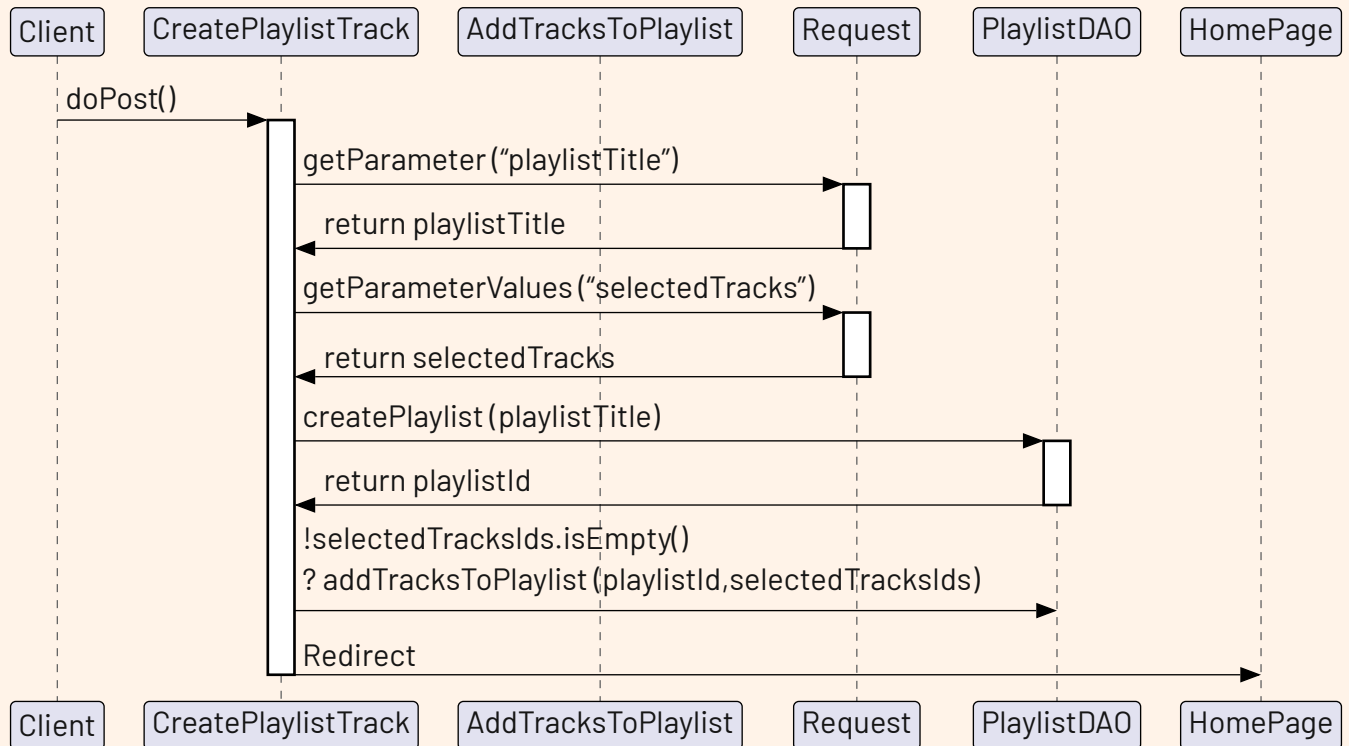 Client CreatePlaylistTrack AddTracksToPlaylist Request PlaylistDAO HomePage
doPost()
getParameter (“playlistTitle”)
return playlistTitle
getParameterValues (“selectedTracks”)
return selectedTracks
createPlaylist (playlistTitle)
return playlistId
!selectedTracksIds.isEmpty()
? addTracksToPlaylist (playlistId,selectedTracksIds)
Redirect
Client CreatePlaylistTrack AddTracksToPlaylist Request PlaylistDAO HomePage